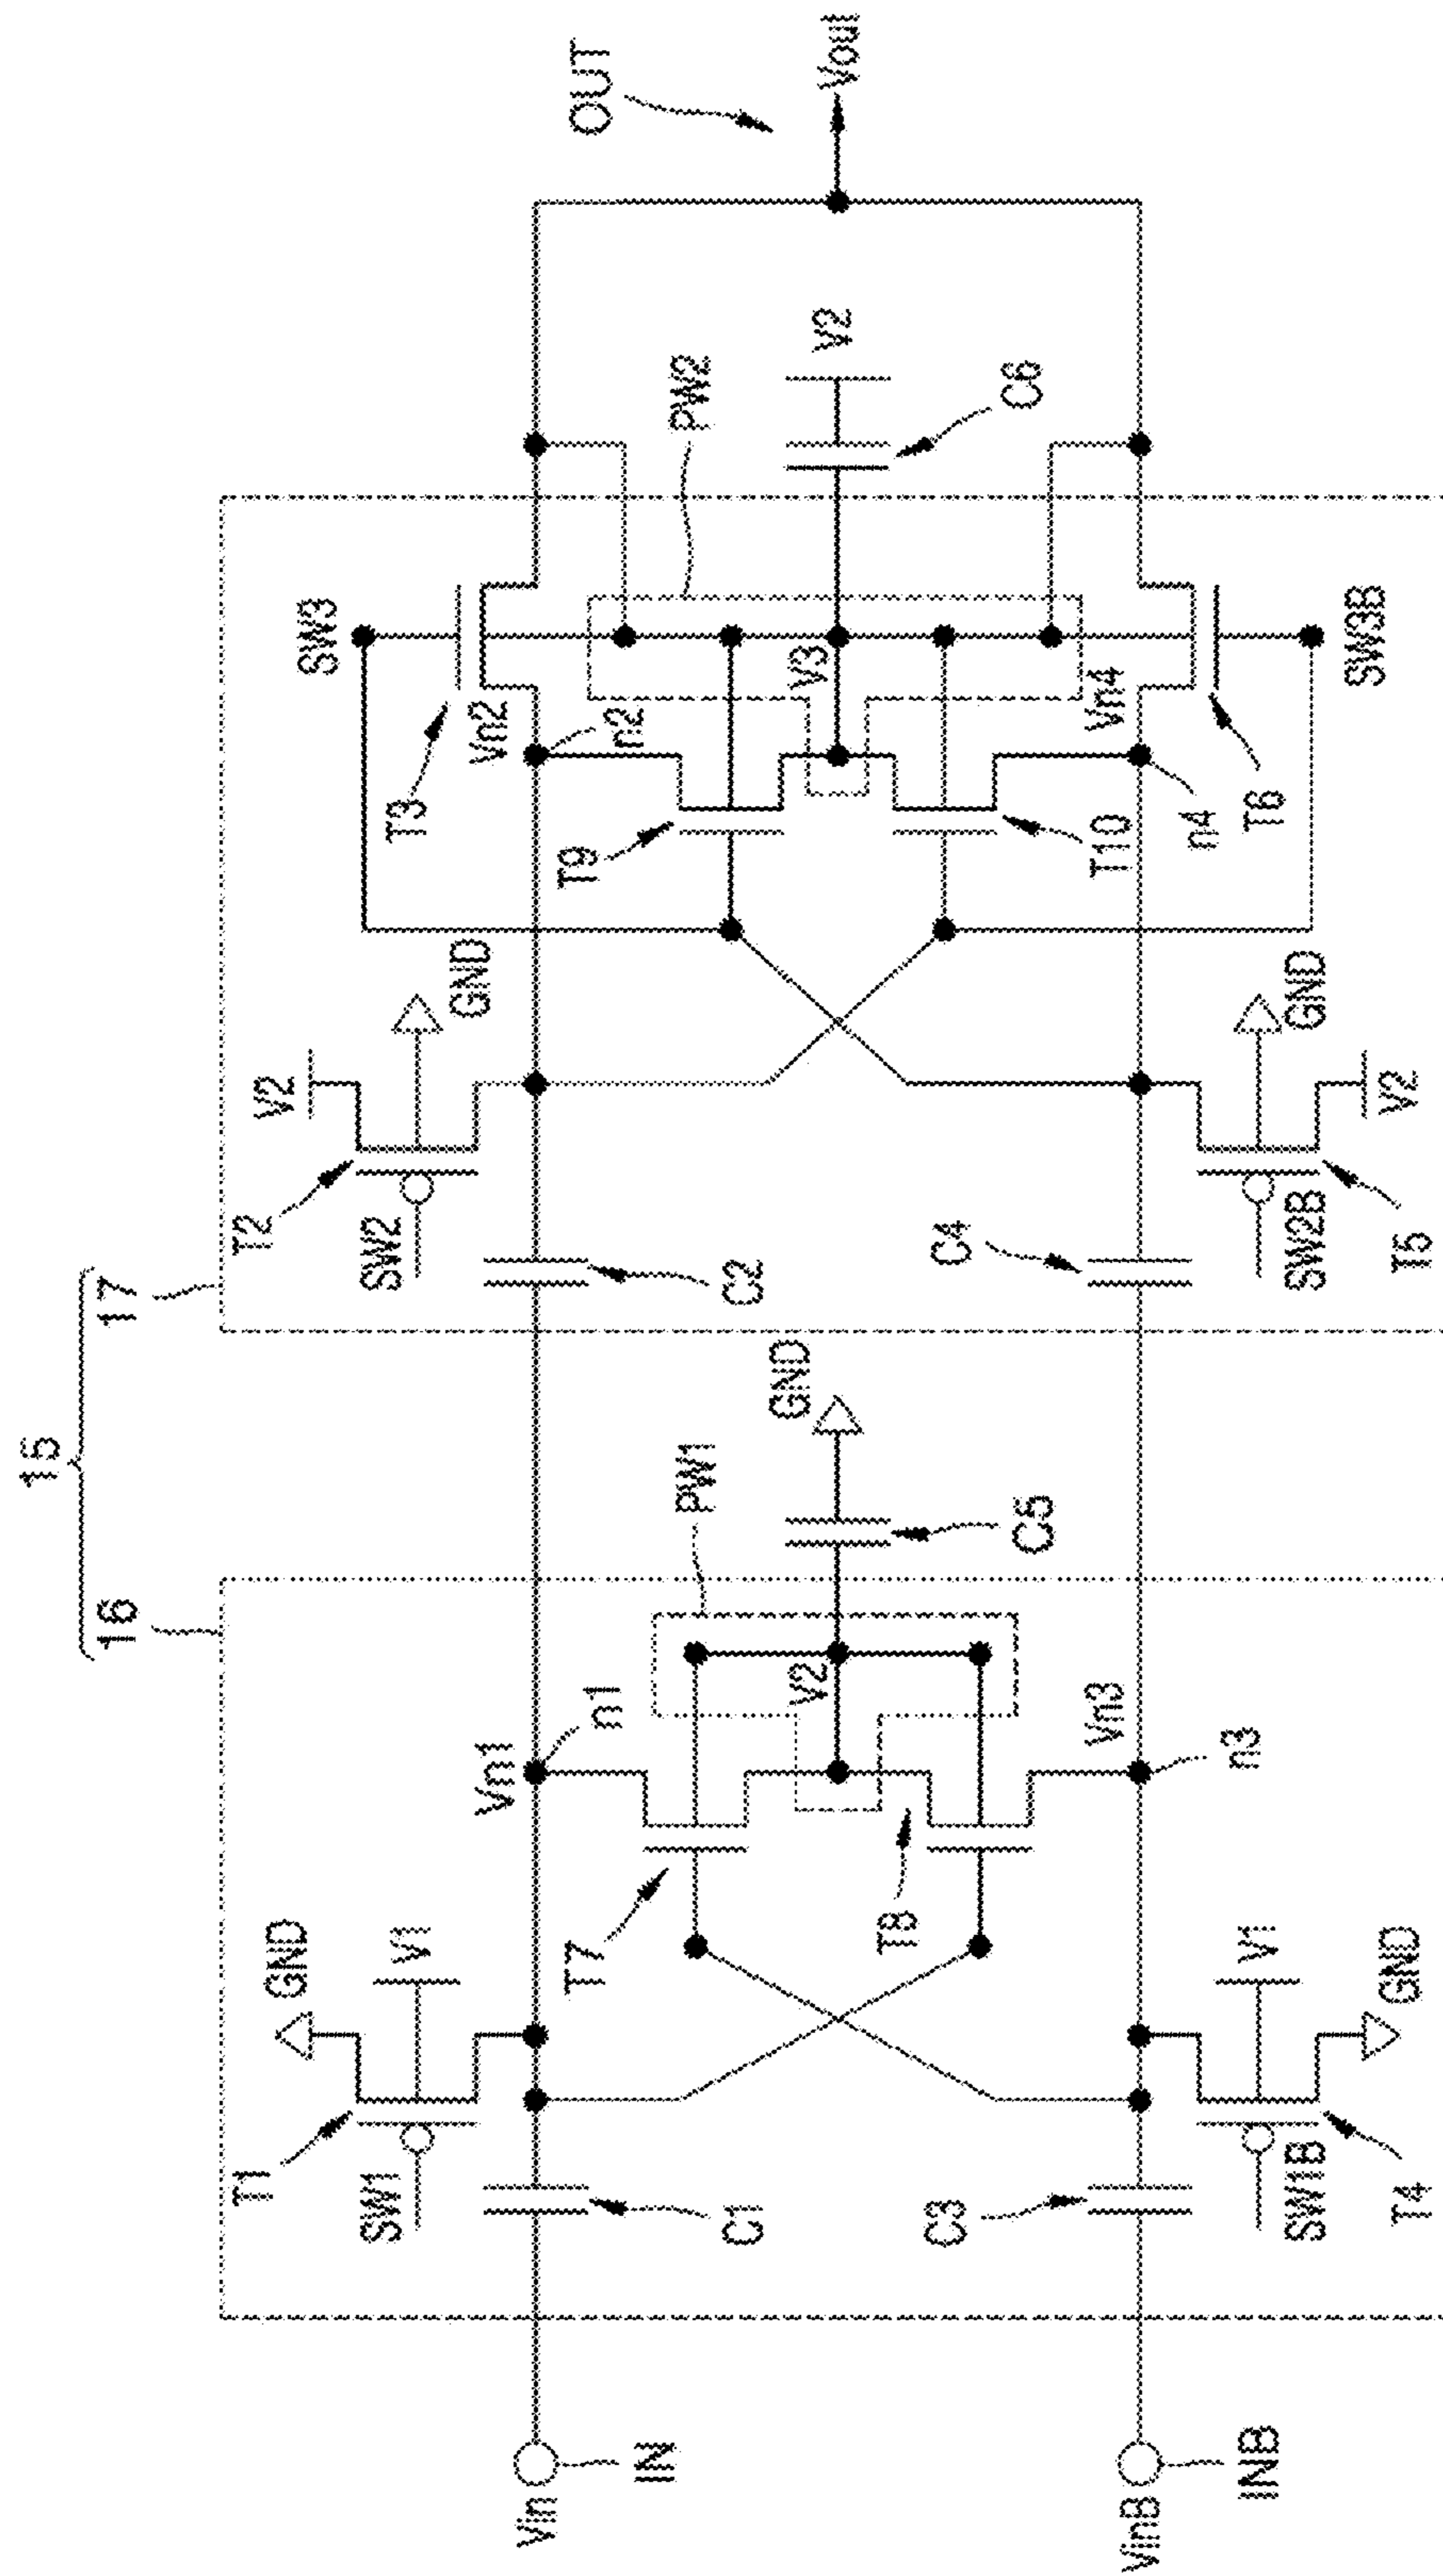 15
16
17
Vin
IN
VinB
INB
T1
SW1
GND
V1
C1
C3
SW1B
T4
V1
GND
T7
T8
Vn1
n1
V2
PW1
Vn3
n3
C5
GND
T2
SW2
V2
GND
C2
C4
SW2B
T5
GND
V2
SW3
T3
Vn2
n2
T9
V3
T10
Vn4
n4
T6
SW3B
PW2
V2
C6
OUT
Vout